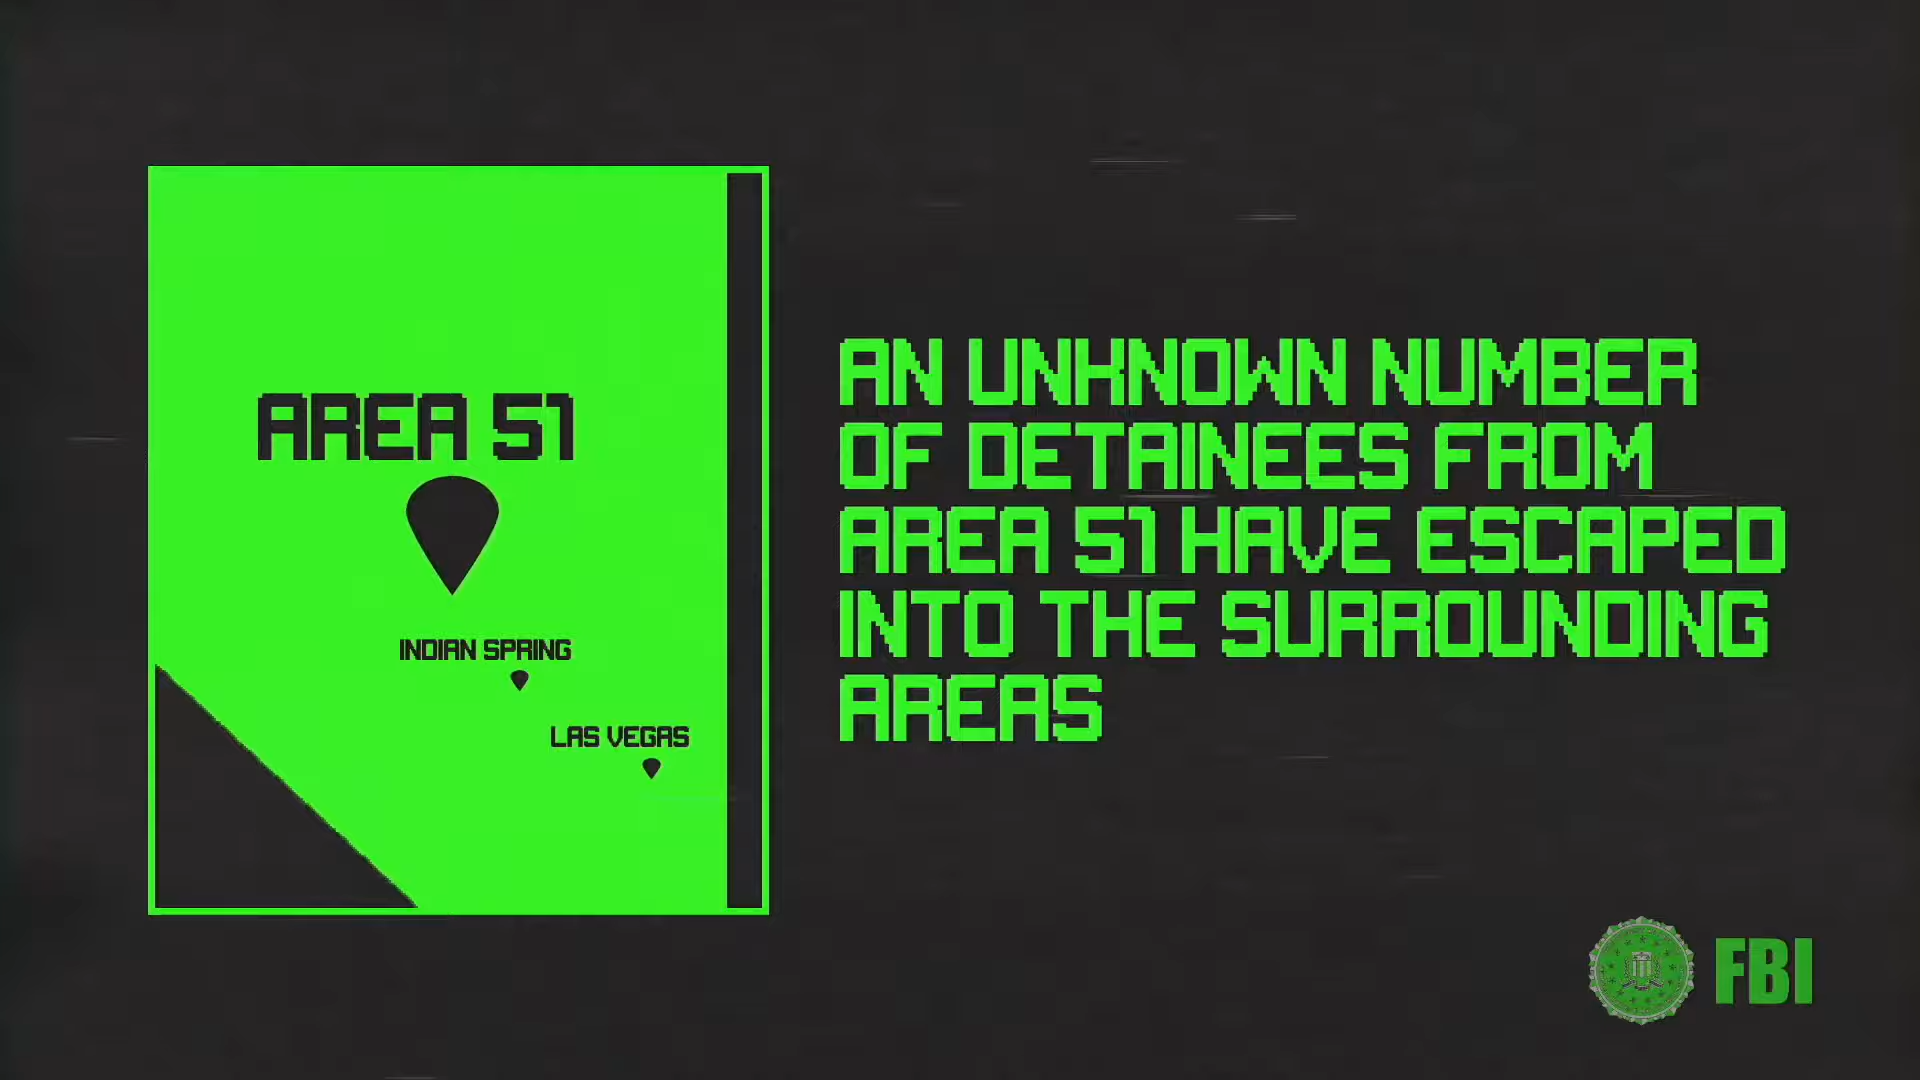 AREA 51
INDIAN SPRING
LAS VEGAS
AN UNKNOWN NUMBER
OF DETAINEES FROM
AREA 51 HAVE ESCAPED
INTO THE SURROUNDING
AREAS
FBI